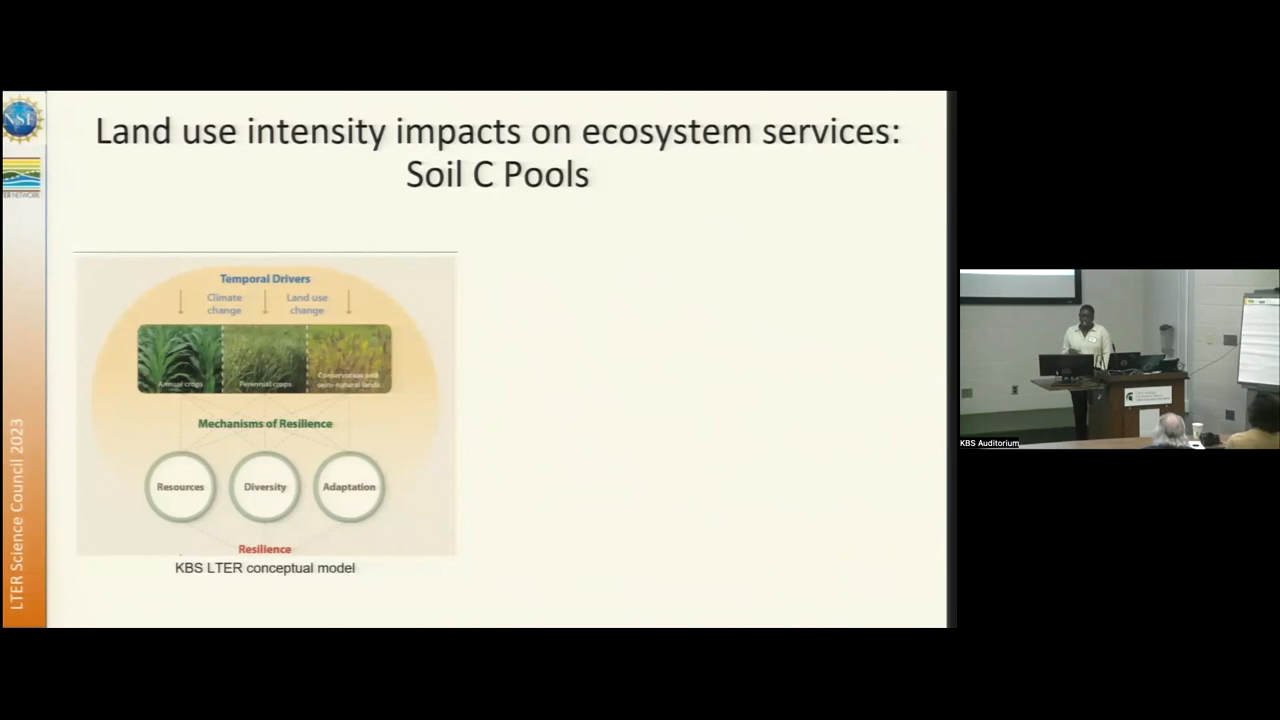 NSF
Land use intensity impacts on ecosystem services:
Soil C Pools
Temporal Drivers
Climate
change
Land use
change
Annual crops
Perennial crops
Conservation and
semi-natural lands
Mechanisms of Resilience
Resources
Diversity
Adaptation
Resilience
KBS LTER conceptual model
LTER Science Council 2023
KBS Auditorium